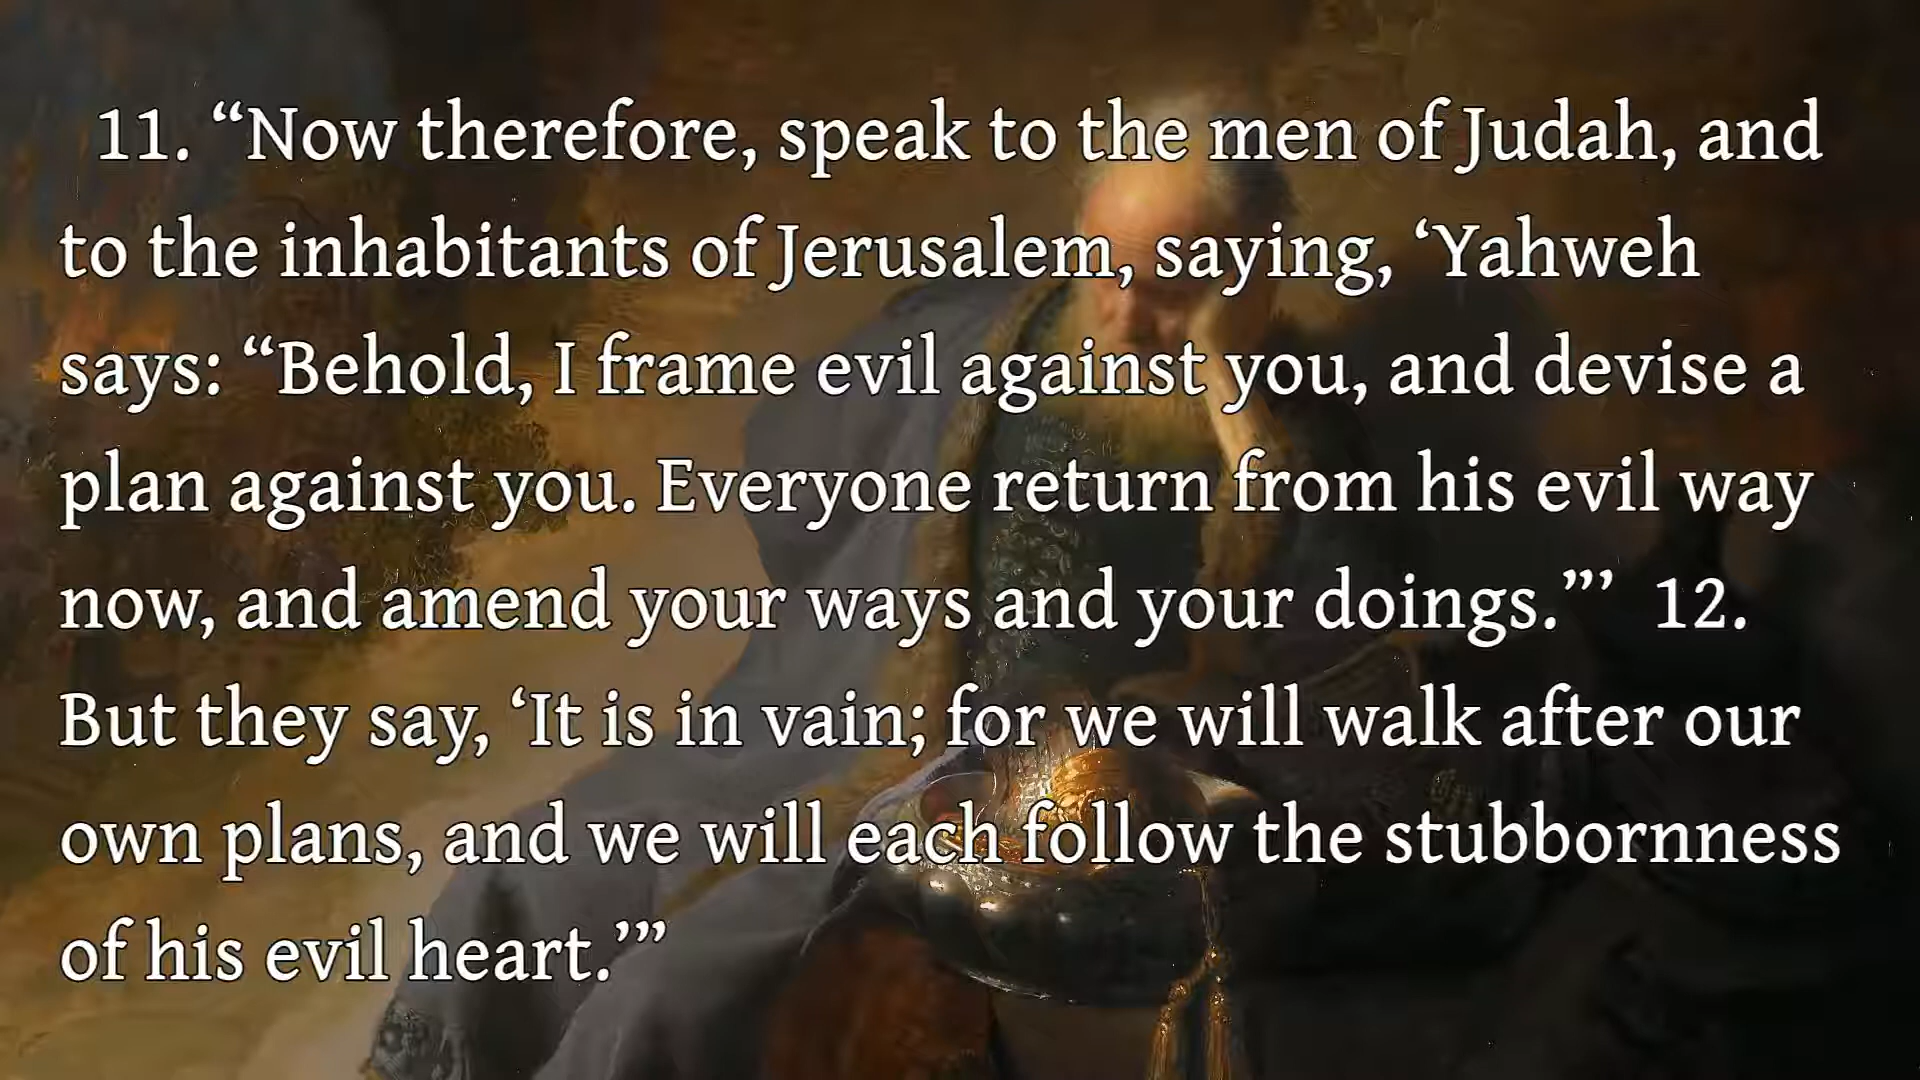 11. “Now therefore, speak to the men of Judah, and
to the inhabitants of Jerusalem, saying, ‘Yahweh
says: “Behold, I frame evil against you, and devise a
plan against you. Everyone return from his evil way
now, and amend your ways and your doings.”’ 12.
But they say, ‘It is in vain; for we will walk after our
own plans, and we will each follow the stubbornness
of his evil heart.’”